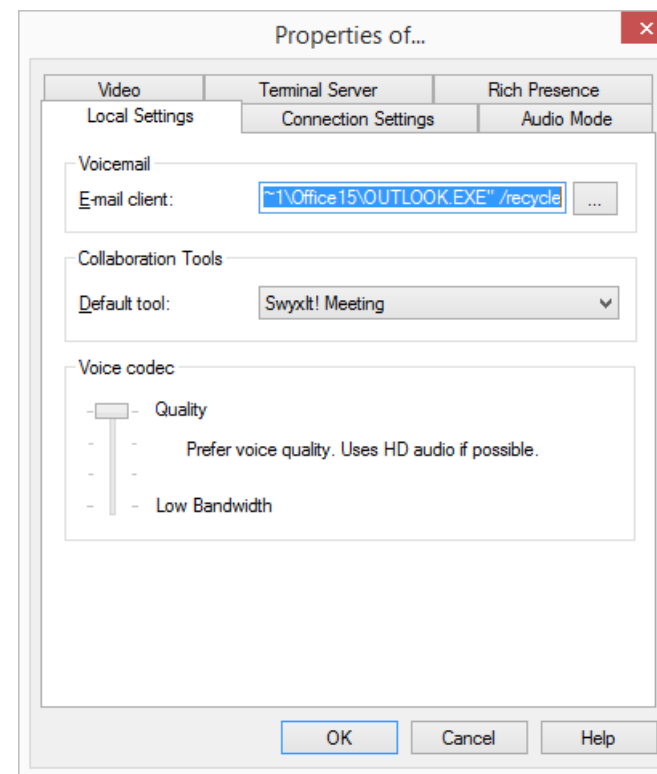 Properties of...
Video Terminal Server Rich Presence
Local Settings Connection Settings Audio Mode
Voicemail
E-mail client: ~1\Office15\OUTLOOK.EXE" /recycle ...
Collaboration Tools
Default tool: SwyxIt! Meeting
Voice codec
Quality
Prefer voice quality. Uses HD audio if possible.
Low Bandwidth
OK Cancel Help